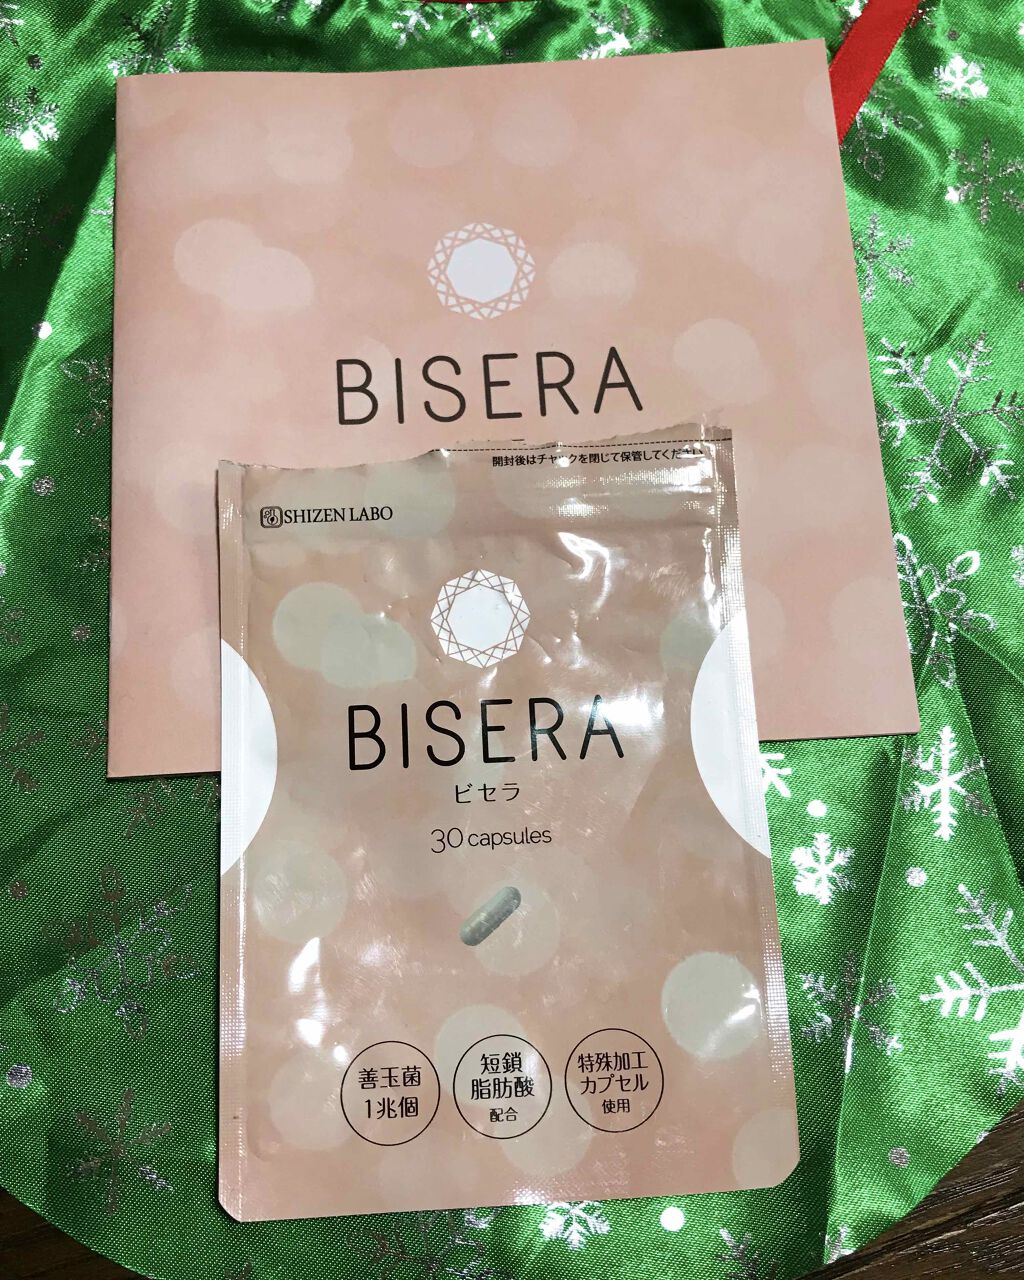 BISERA
開封後はチャックを閉じて保管してください
SHIZEN LABO
BISERA
ビセラ
30 capsules
善玉菌
1兆個
短鎖
脂肪酸
配合
特殊加工
カプセル
使用